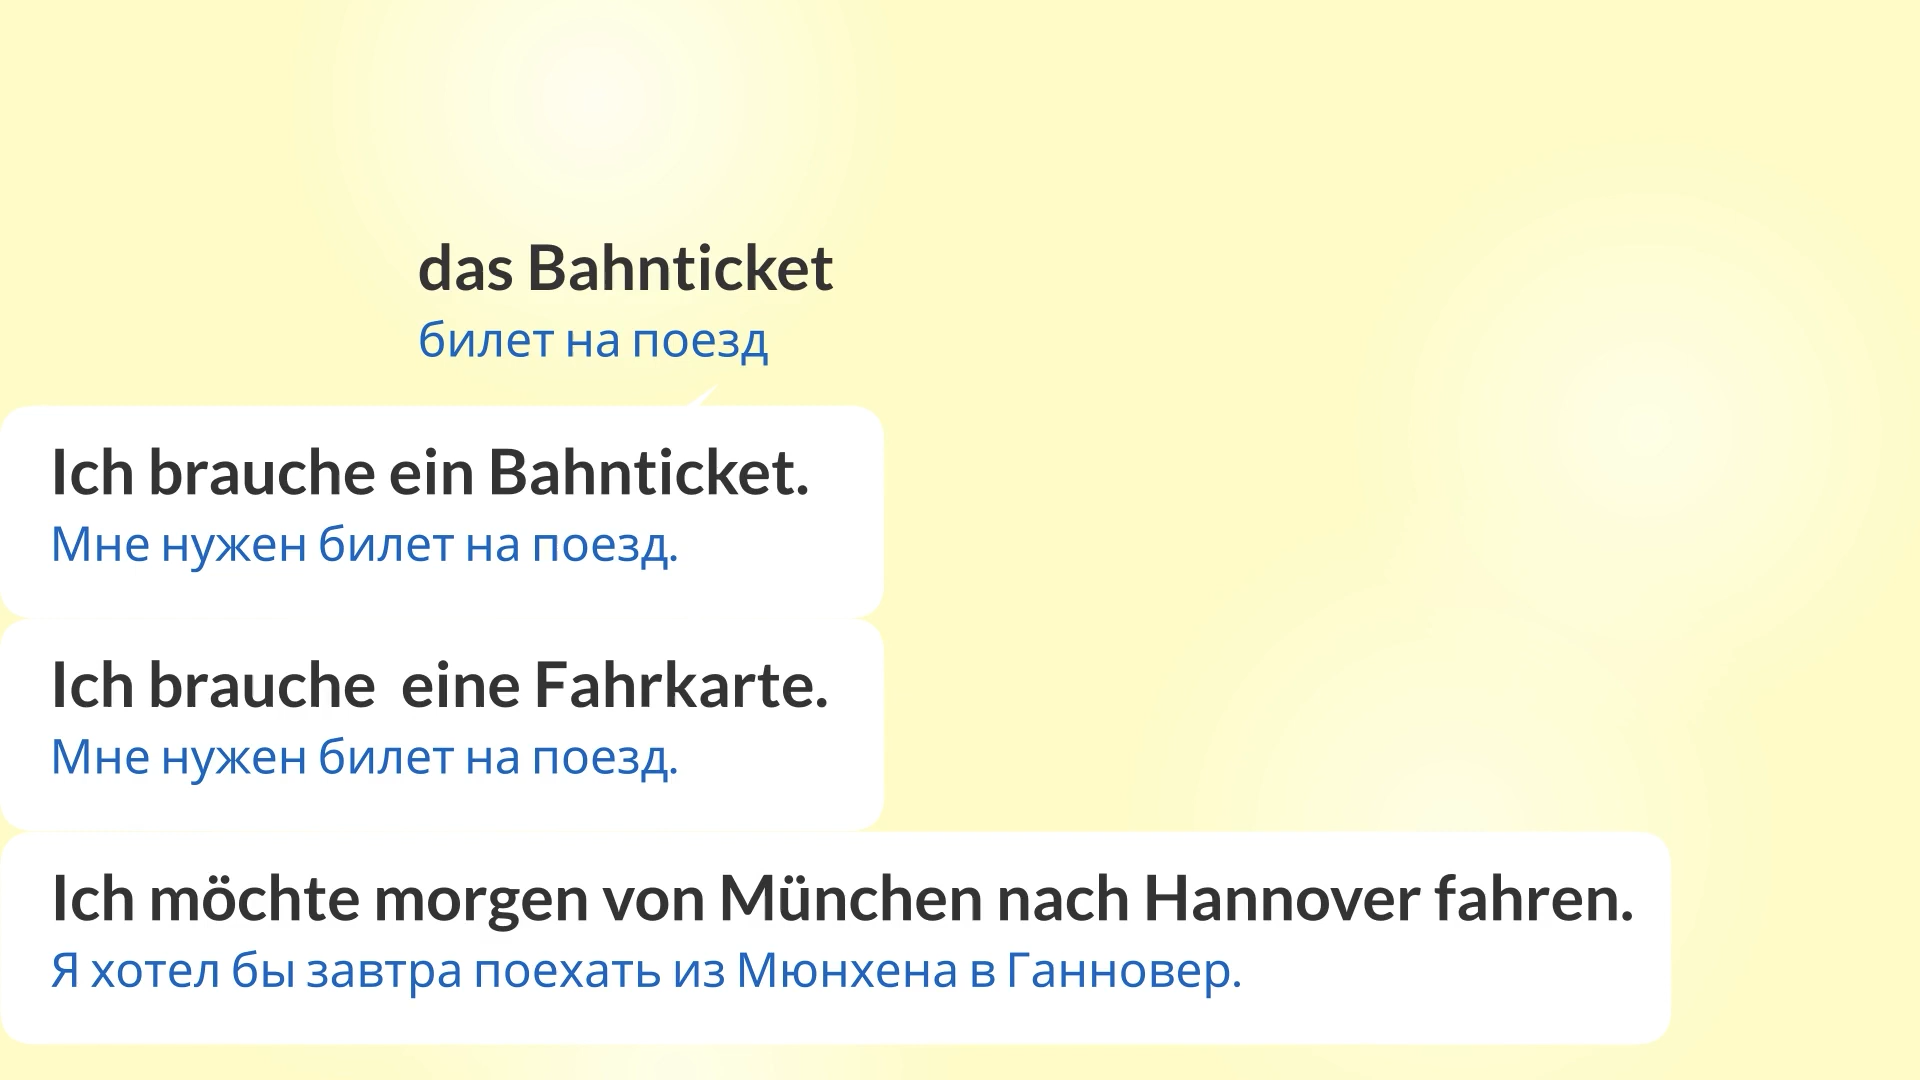 das Bahnticket
билет на поезд
Ich brauche ein Bahnticket.
Мне нужен билет на поезд.
Ich brauche  eine Fahrkarte.
Мне нужен билет на поезд.
Ich möchte morgen von München nach Hannover fahren.
Я хотел бы завтра поехать из Мюнхена в Ганновер.